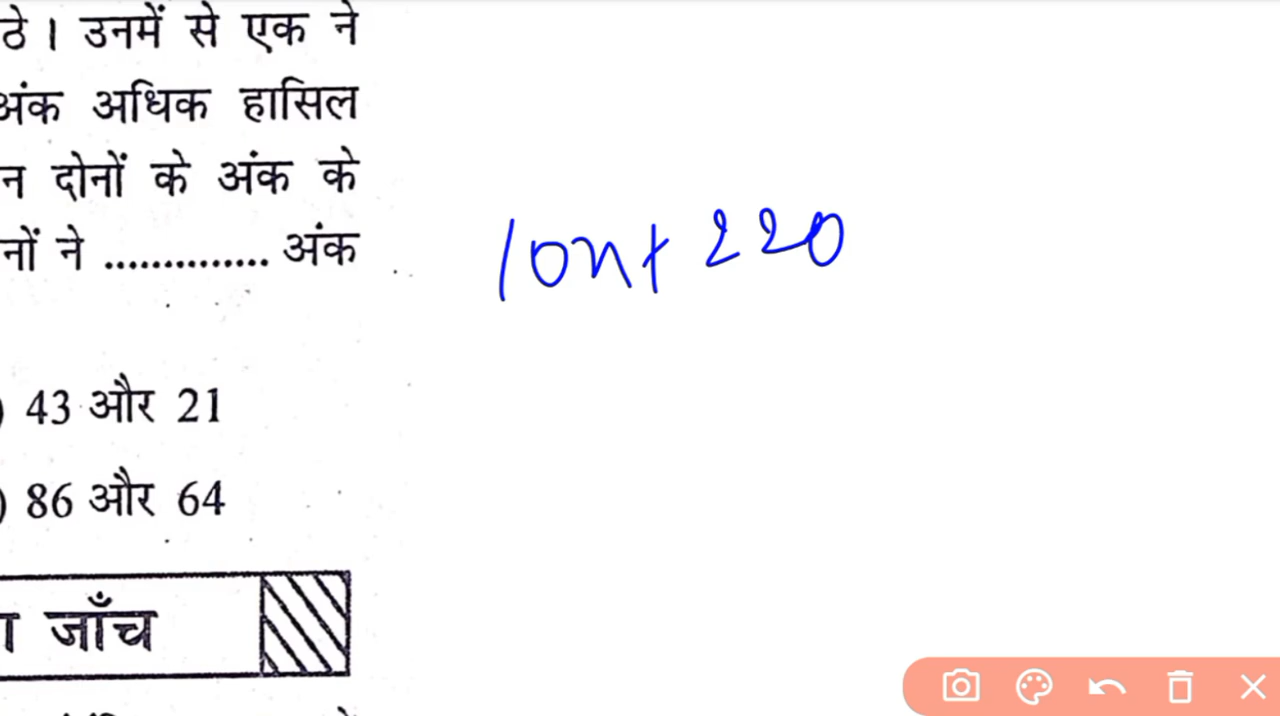 ठे । उनमें से एक ने
अंक अधिक हासिल
न दोनों के अंक के
नों ने .............. अंक
10x+ 220
) 43 और 21
) 86 और 64
जाँच